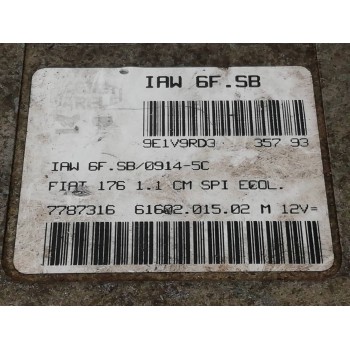 IAW 6F.SB
9E1V9RD3 357 93
IAW 6F.SB/0914-5C
FIAT 176 1.1 CM SPI ECOL.
7787316 61602.015.02 M 12V=